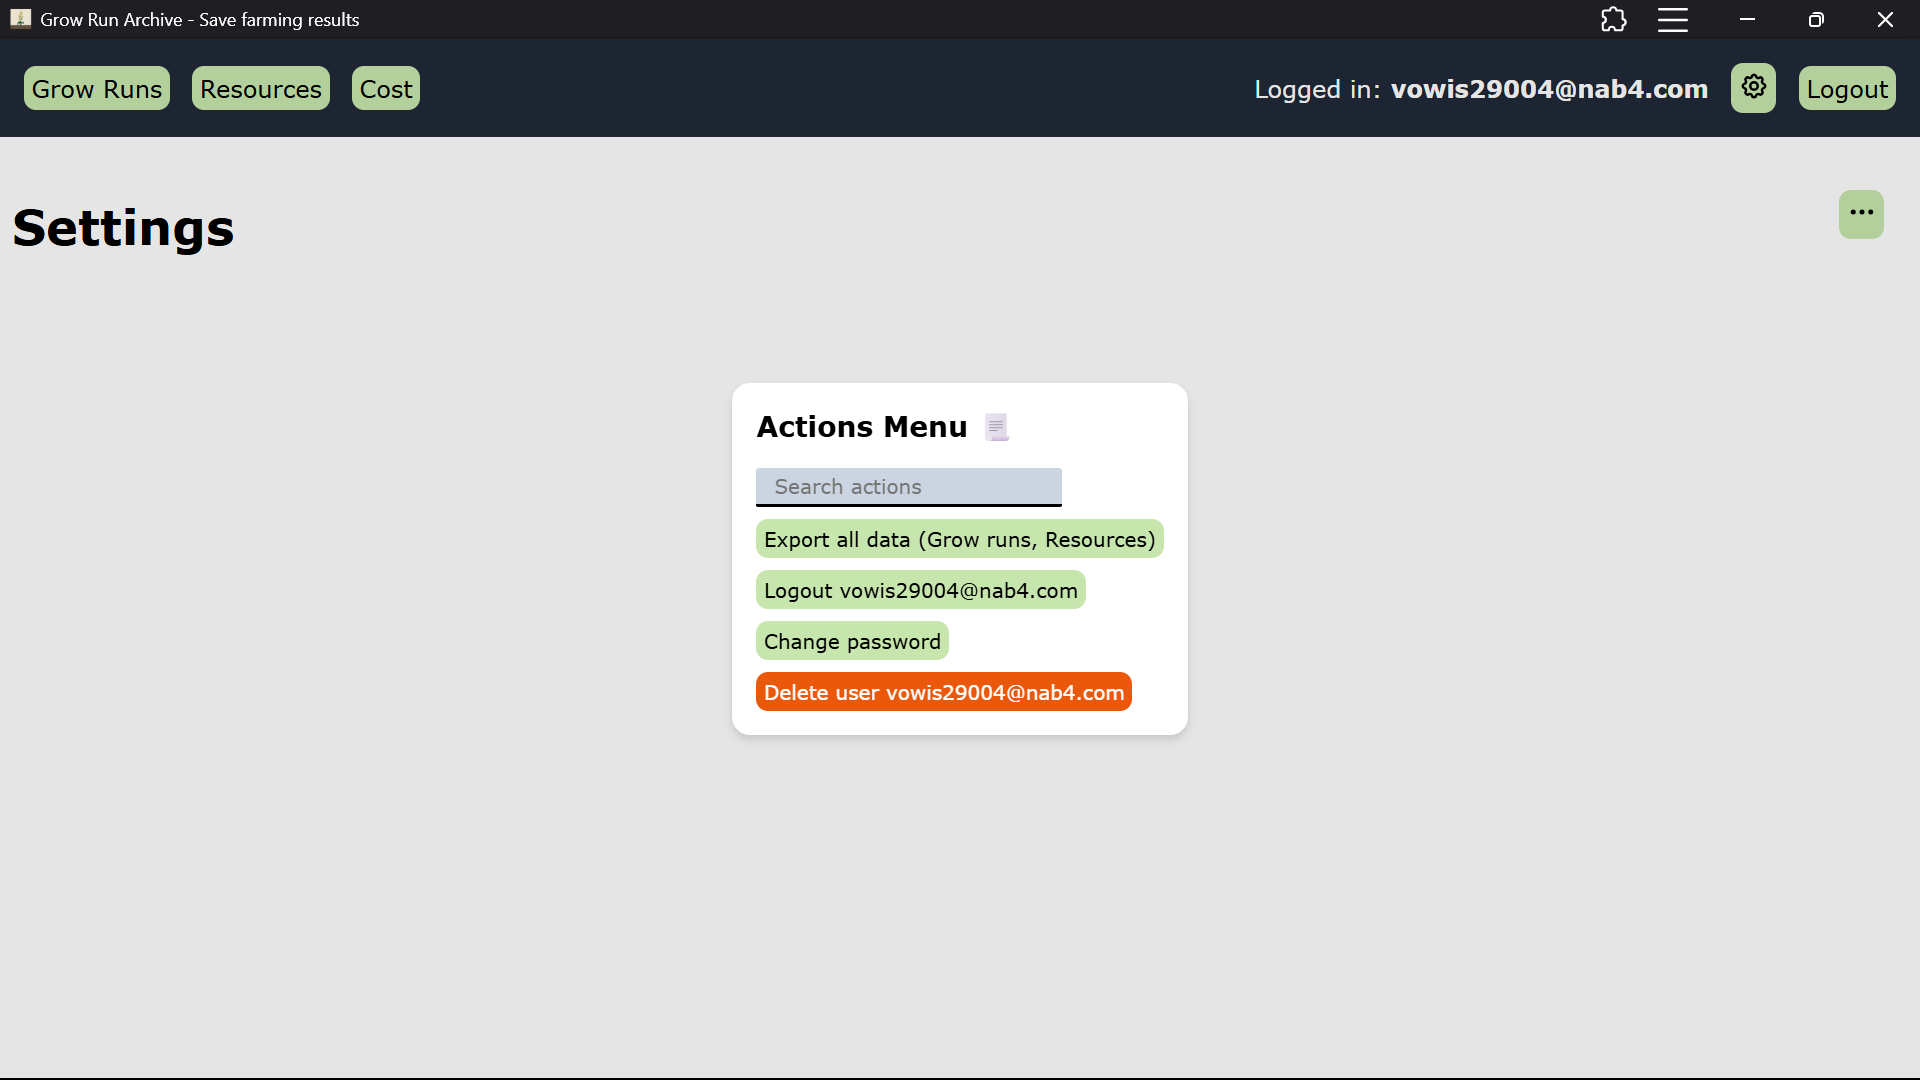 Grow Run Archive - Save farming results
Grow Runs Resources Cost Logged in: vowis29004@nab4.com Logout
Settings
Actions Menu
Search actions
Export all data (Grow runs, Resources)
Logout vowis29004@nab4.com
Change password
Delete user vowis29004@nab4.com